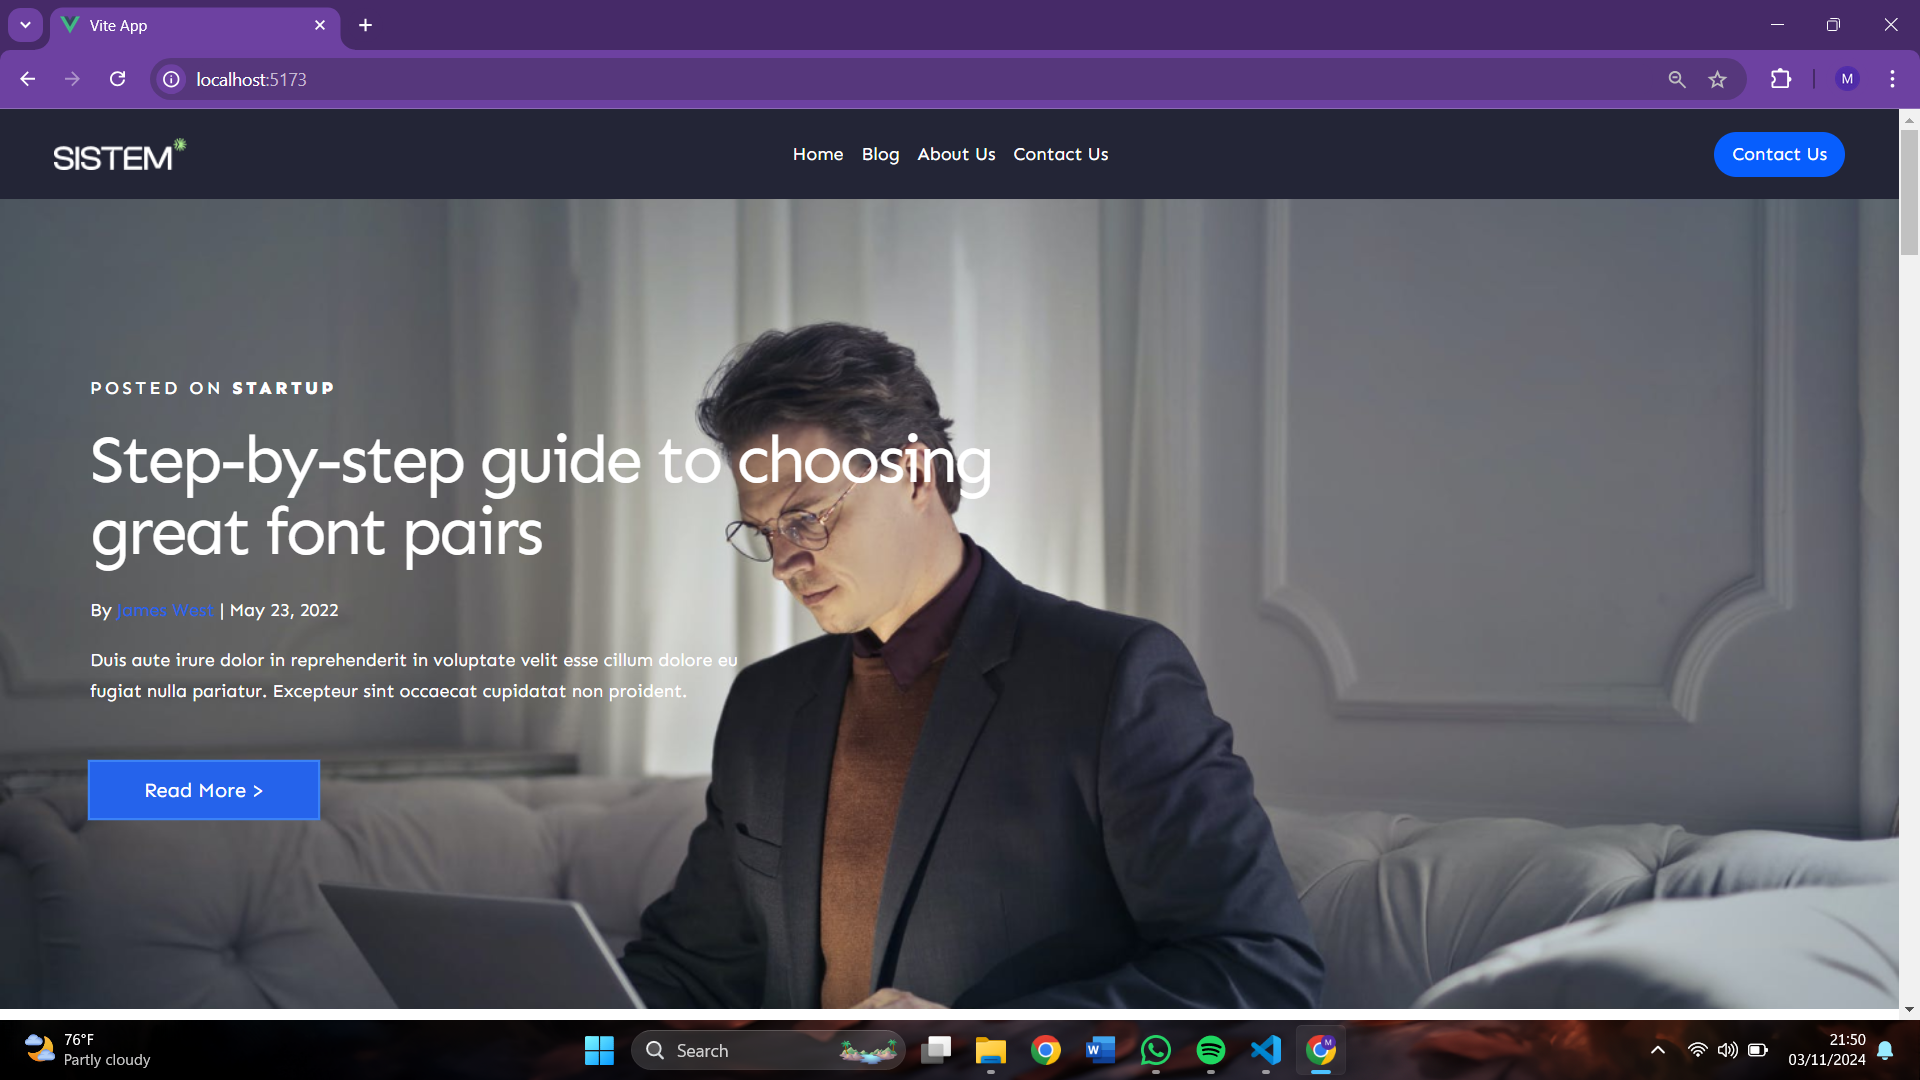 Vite App
localhost:5173
M
SISTEM
Home Blog About Us Contact Us
Contact Us
POSTED ON STARTUP
Step-by-step guide to choosing
great font pairs
By James West | May 23, 2022
Duis aute irure dolor in reprehenderit in voluptate velit esse cillum dolore eu
fugiat nulla pariatur. Excepteur sint occaecat cupidatat non proident.
Read More >
76°F
Partly cloudy
Search
W
M
21:50
03/11/2024